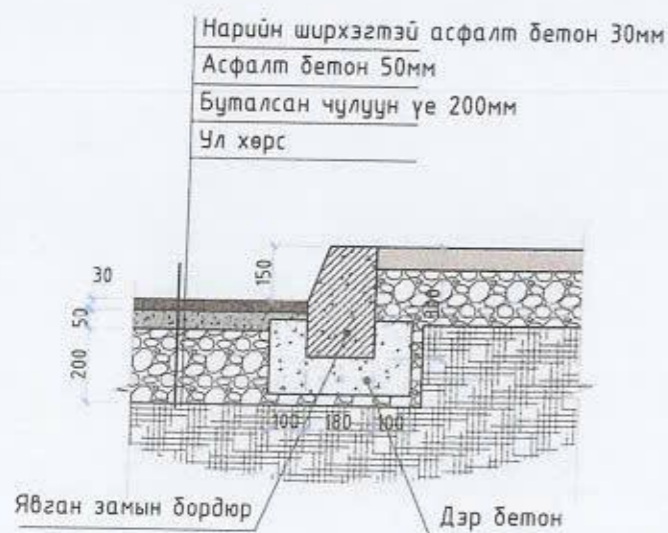 Нарийн ширхэгтэй асфалт бетон 30мм
Асфалт бетон 50мм
Буталсан чулуун үе 200мм
Ул хөрс
30
150
50
200
100 180 100
Явган замын бордюр
Дэр бетон